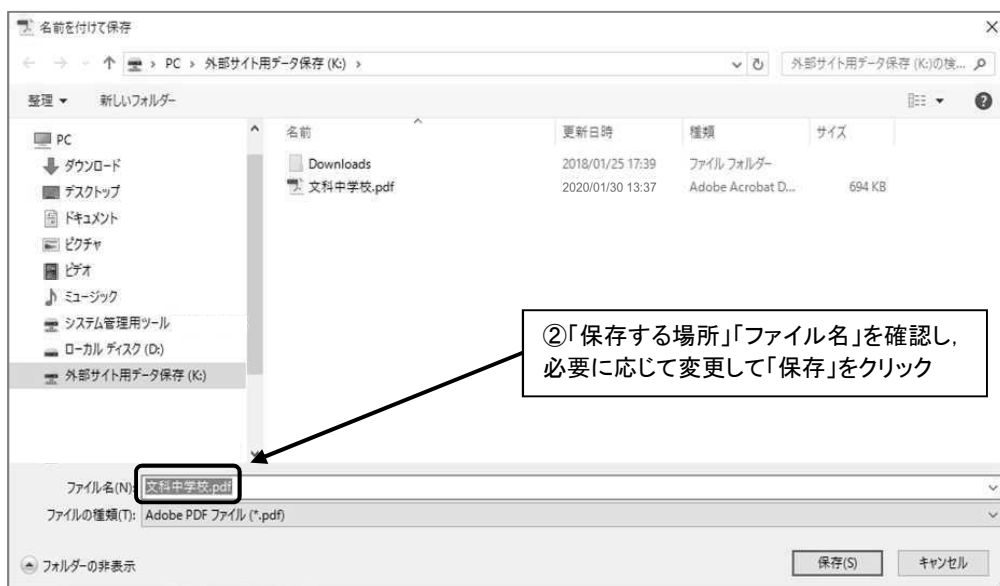 名前を付けて保存
PC › 外部サイト用データ保存 (K:) ›
外部サイト用データ保存 (K:)の検...
整理 新しいフォルダー
名前 更新日時 種類 サイズ
PC
ダウンロード
デスクトップ
ドキュメント
ピクチャ
ビデオ
ミュージック
システム管理用ツール
ローカル ディスク (D:)
外部サイト用データ保存 (K:)
Downloads 2018/01/25 17:39 ファイル フォルダー
文科中学校.pdf 2020/01/30 13:37 Adobe Acrobat D... 694 KB
②「保存する場所」「ファイル名」を確認し,
必要に応じて変更して「保存」をクリック
ファイル名(N): 文科中学校.pdf
ファイルの種類(T): Adobe PDF ファイル (*.pdf)
フォルダーの非表示
保存(S) キャンセル